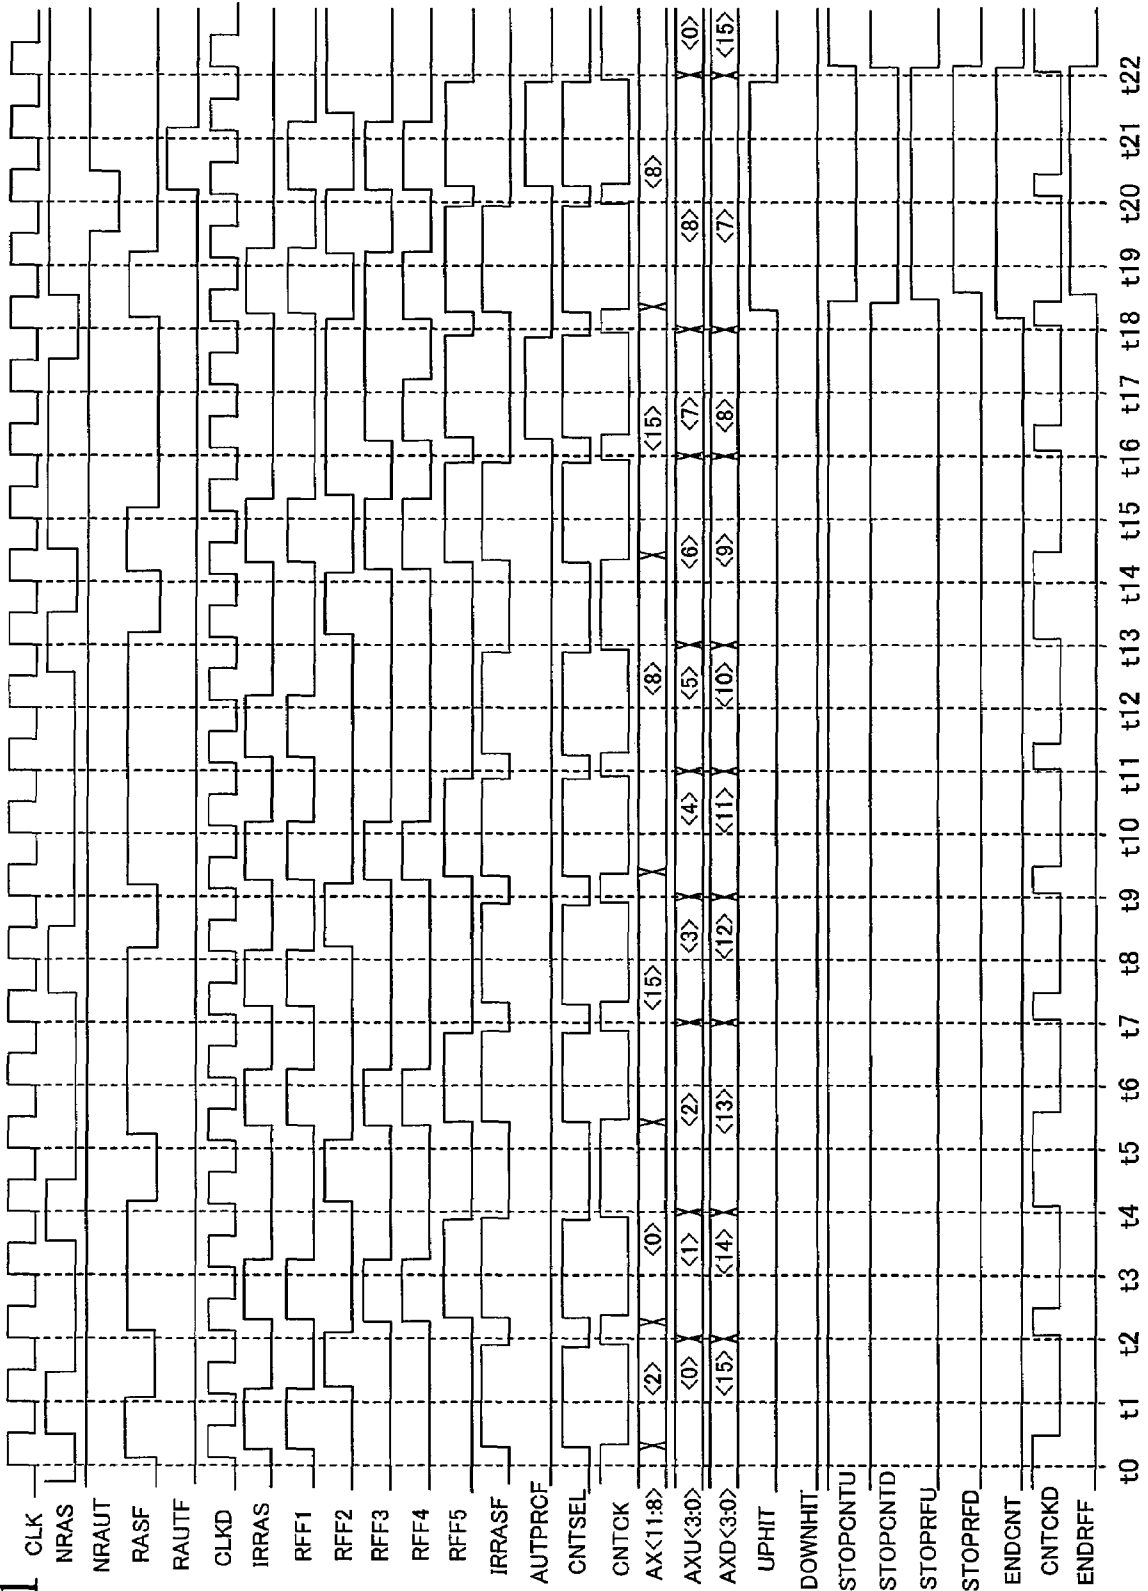 1
CLK
NRAS
NRAUT
RASF
RAUTF
CLKD
IRRAS
RFF1
RFF2
RFF3
RFF4
RFF5
IRRASF
AUTPRCF
CNTSEL
CNTCK
AX<11:8> <2> <0> <15> <8> <15> <8>
AXU<3:0> <0> <1> <2> <3> <4> <5> <6> <7> <8> <0>
AXD<3:0> <15> <14> <13> <12> <11> <10> <9> <8> <7> <15>
UPHIT
DOWNHIT
STOPCNTU
STOPCNTD
STOPRFU
STOPRFD
ENDCNT
CNTCKD
ENDRFF
t0 t1 t2 t3 t4 t5 t6 t7 t8 t9 t10 t11 t12 t13 t14 t15 t16 t17 t18 t19 t20 t21 t22